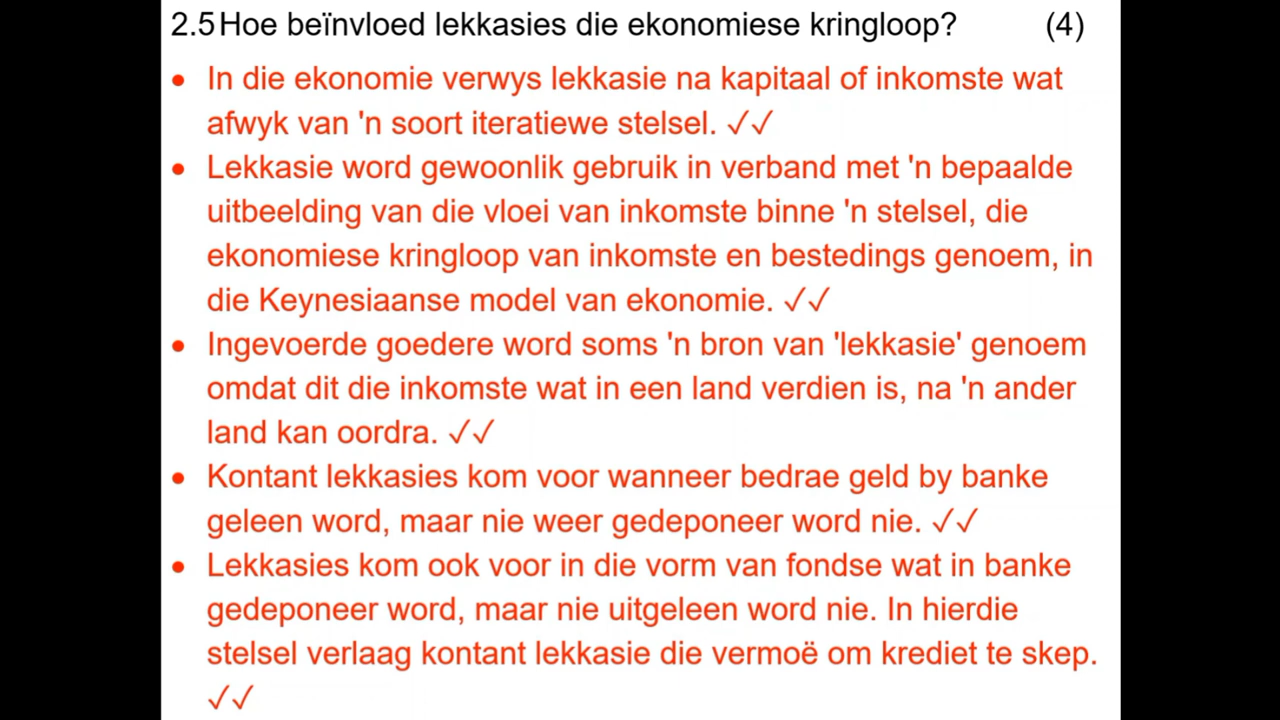 2.5 Hoe beïnvloed lekkasies die ekonomiese kringloop? (4)
• In die ekonomie verwys lekkasie na kapitaal of inkomste wat
afwyk van 'n soort iteratiewe stelsel. ✓✓
• Lekkasie word gewoonlik gebruik in verband met 'n bepaalde
uitbeelding van die vloei van inkomste binne 'n stelsel, die
ekonomiese kringloop van inkomste en bestedings genoem, in
die Keynesiaanse model van ekonomie. ✓✓
• Ingevoerde goedere word soms 'n bron van 'lekkasie' genoem
omdat dit die inkomste wat in een land verdien is, na 'n ander
land kan oordra. ✓✓
• Kontant lekkasies kom voor wanneer bedrae geld by banke
geleen word, maar nie weer gedeponeer word nie. ✓✓
• Lekkasies kom ook voor in die vorm van fondse wat in banke
gedeponeer word, maar nie uitgeleen word nie. In hierdie
stelsel verlaag kontant lekkasie die vermoë om krediet te skep.
✓✓